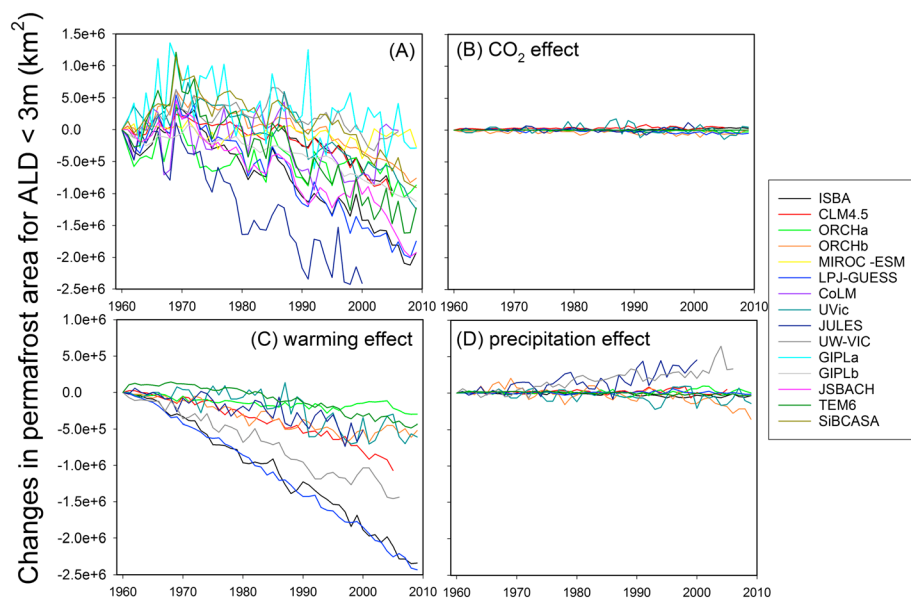 Changes in permafrost area for ALD < 3m (km²)
(A)
1.5e+6
1.0e+6
5.0e+5
0.0
-5.0e+5
-1.0e+6
-1.5e+6
-2.0e+6
-2.5e+6
1960 1970 1980 1990 2000 2010
(B) CO₂ effect
1960 1970 1980 1990 2000 2010
(C) warming effect
1.0e+6
5.0e+5
0.0
-5.0e+5
-1.0e+6
-1.5e+6
-2.0e+6
-2.5e+6
1960 1970 1980 1990 2000 2010
(D) precipitation effect
1960 1970 1980 1990 2000 2010
ISBA
CLM4.5
ORCHa
ORCHb
MIROC -ESM
LPJ-GUESS
CoLM
UVic
JULES
UW-VIC
GIPLa
GIPLb
JSBACH
TEM6
SiBCASA